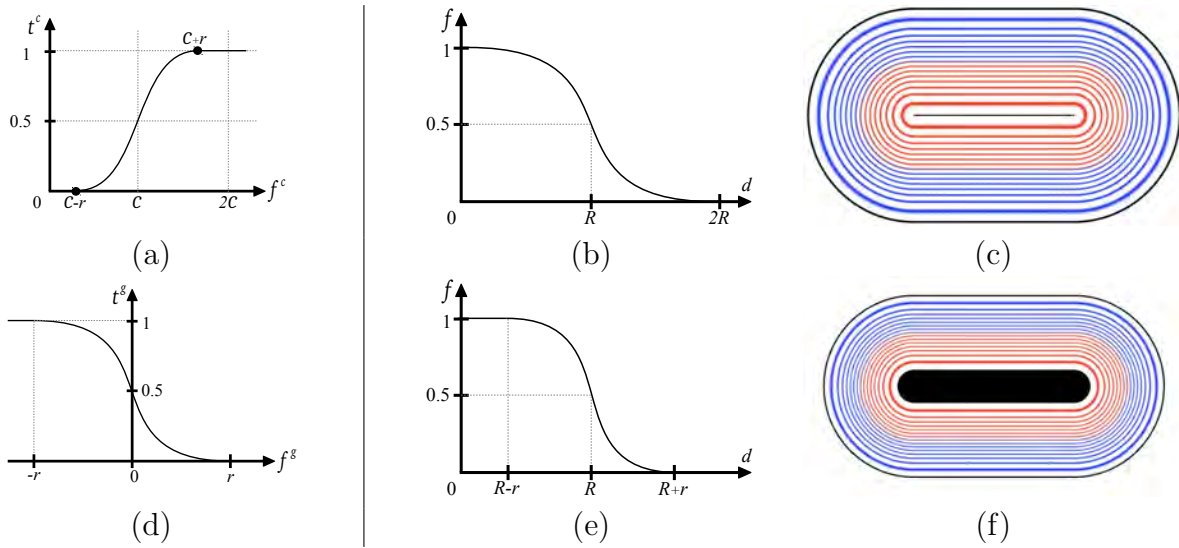 t^c
1
C+r
0.5
0 C-r C 2C f^c
(a)
f
1
0.5
0 R 2R d
(b)
(c)
t^g
1
0.5
-r 0 r f^g
(d)
f
1
0.5
0 R-r R R+r d
(e)
(f)